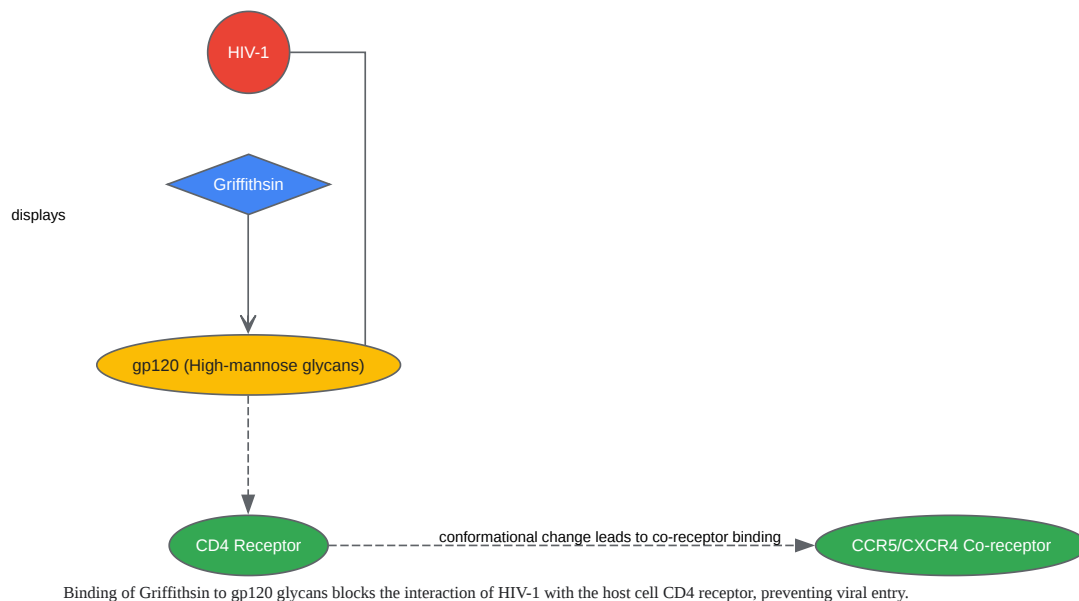 HIV-1
Griffithsin
displays
gp120 (High-mannose glycans)
CD4 Receptor
conformational change leads to co-receptor binding
CCR5/CXCR4 Co-receptor
Binding of Griffithsin to gp120 glycans blocks the interaction of HIV-1 with the host cell CD4 receptor, preventing viral entry.